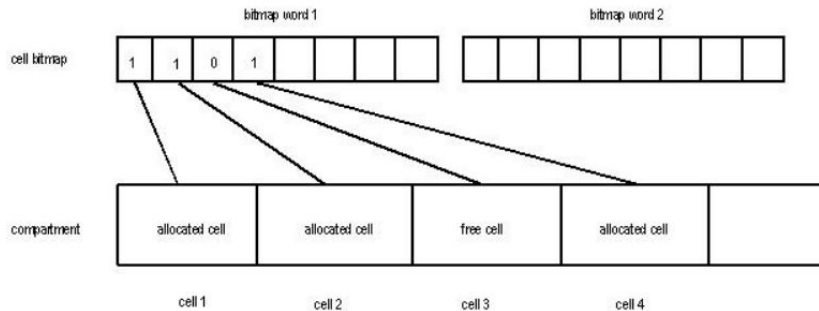 bitmap word 1 bitmap word 2
cell bitmap 1 1 0 1
compartment allocated cell allocated cell free cell allocated cell
cell 1 cell 2 cell 3 cell 4